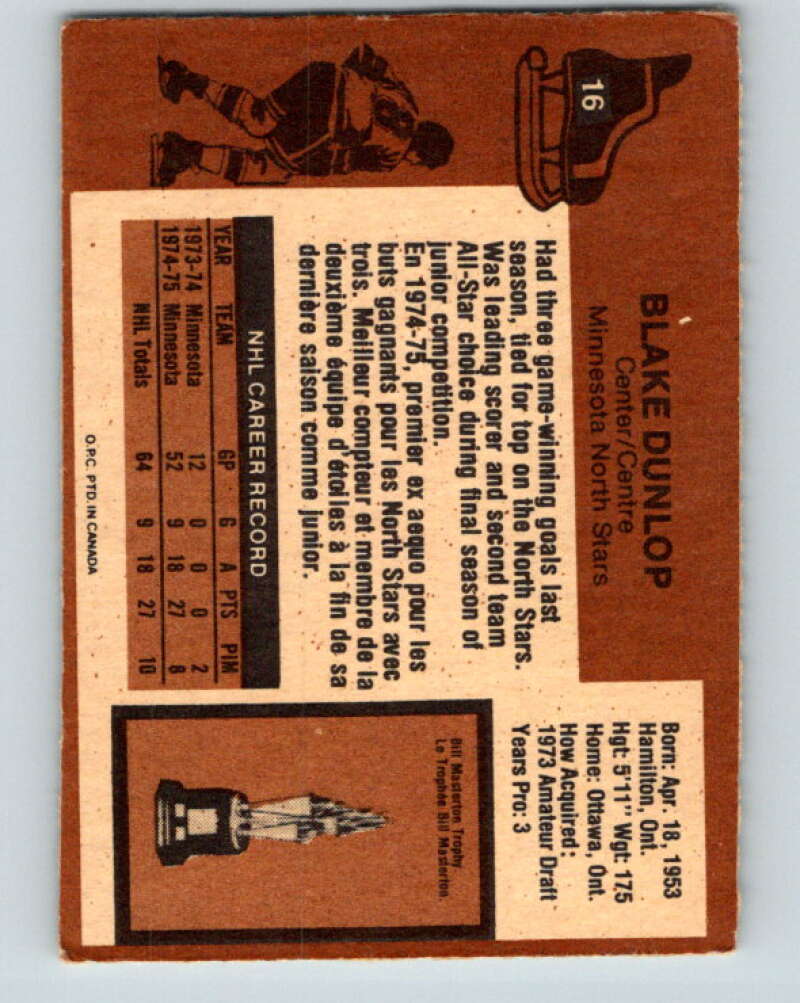 16
BLAKE DUNLOP
Center/Centre
Minnesota North Stars
Born: Apr. 18, 1953
Hamilton, Ont.
Hgt: 5'11" Wgt: 175
Home: Ottawa, Ont.
How Acquired:
1973 Amateur Draft
Years Pro: 3
Had three game-winning goals last
season, tied for top on the North Stars.
Was leading scorer and second team
All-Star choice during final season of
junior competition.
En 1974-75, premier ex aequo pour les
buts gagnants pour les North Stars avec
trois. Meilleur compteur et membre de la
deuxième équipe d'étoiles à la fin de sa
dernière saison comme junior.
NHL CAREER RECORD
YEAR TEAM GP G A PTS PIM
1973-74 Minnesota 12 0 0 0 2
1974-75 Minnesota 52 9 18 27 8
NHL Totals 64 9 18 27 10
Bill Masterton Trophy
Le Trophée Bill Masterton
O.P.C. PTD. IN CANADA